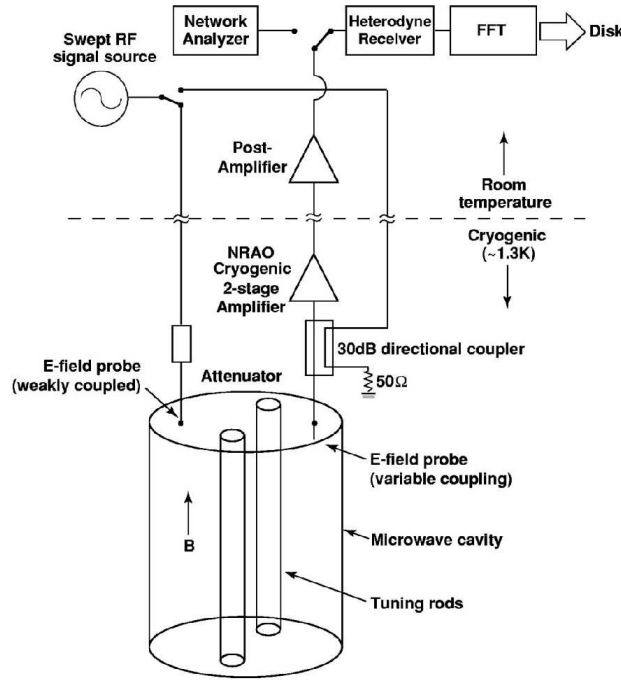 Network
Analyzer
Heterodyne
Receiver
FFT
Disk
Swept RF
signal source
Post-
Amplifier
Room
temperature
Cryogenic
(~1.3K)
NRAO
Cryogenic
2-stage
Amplifier
30dB directional coupler
50Ω
E-field probe
(weakly coupled)
Attenuator
E-field probe
(variable coupling)
B
Microwave cavity
Tuning rods